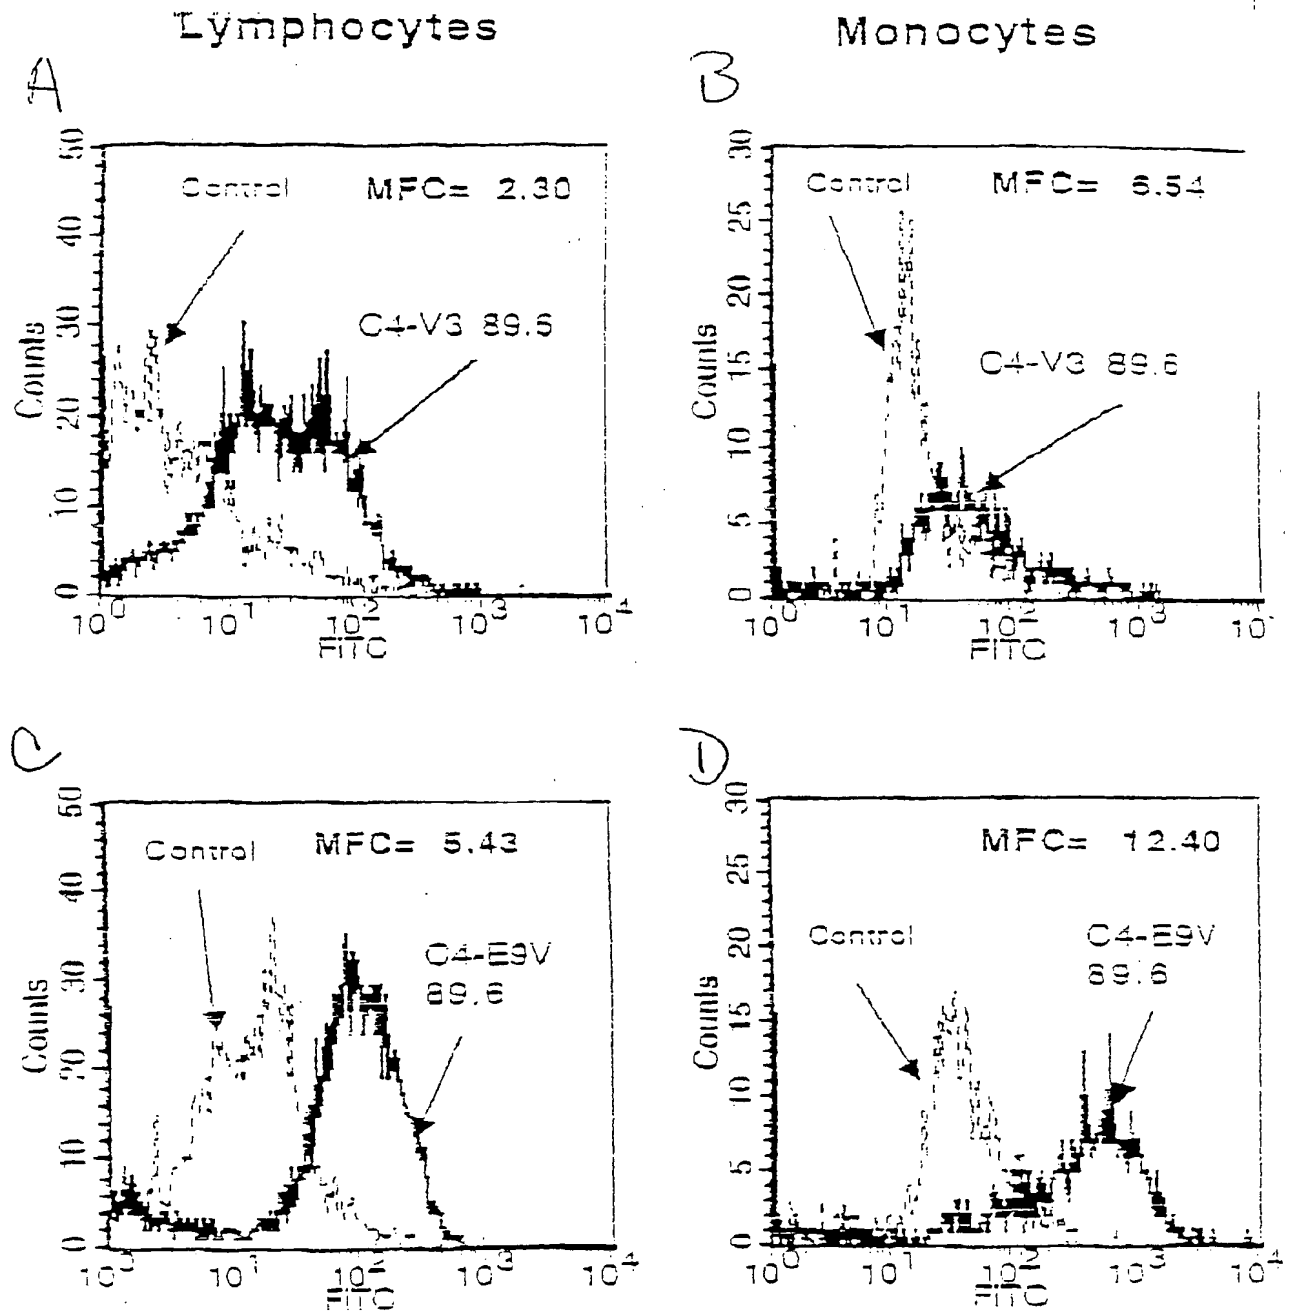 Lymphocytes
Monocytes
A
B
50
40
30
20
10
0
Counts
Control
MFC= 2.30
C4-V3 89.6
10^0
10^1
10^2
10^3
10^4
FITC
30
25
20
15
10
5
0
Counts
Control
MFC= 6.54
C4-V3 89.6
10^0
10^1
10^2
10^3
FITC
C
D
50
40
30
20
10
0
Counts
Control
MFC= 5.43
C4-E9V
89.6
10^0
10^1
10^2
10^3
10^4
FITC
30
25
20
15
10
5
0
Counts
MFC= 12.40
Control
C4-E9V
89.6
10^0
10^1
10^2
10^3
10^4
FITC